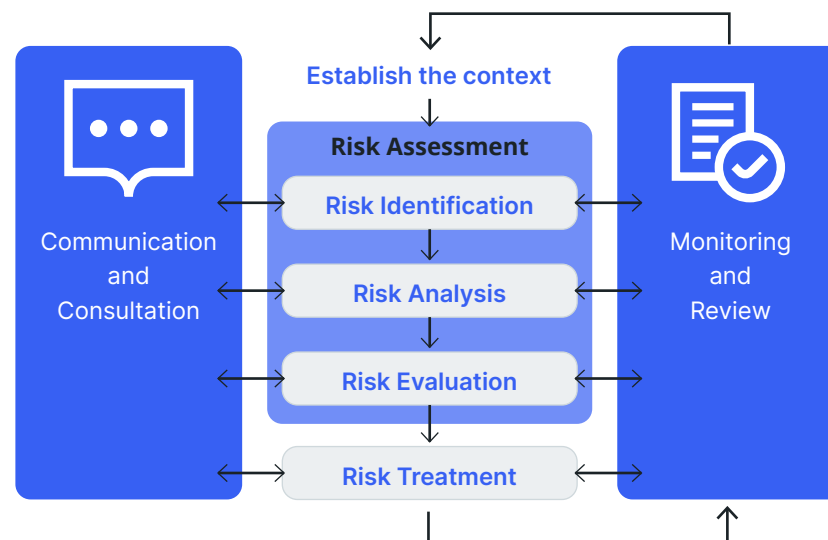 Establish the context
Risk Assessment
Risk Identification
Risk Analysis
Risk Evaluation
Risk Treatment
Communication
and
Consultation
Monitoring
and
Review